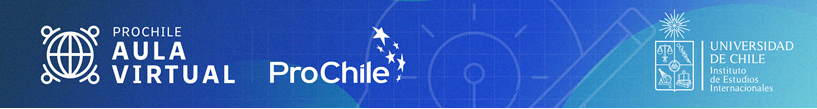 PROCHILE
AULA
VIRTUAL
ProChile
UNIVERSIDAD
DE CHILE
Instituto
de Estudios
Internacionales